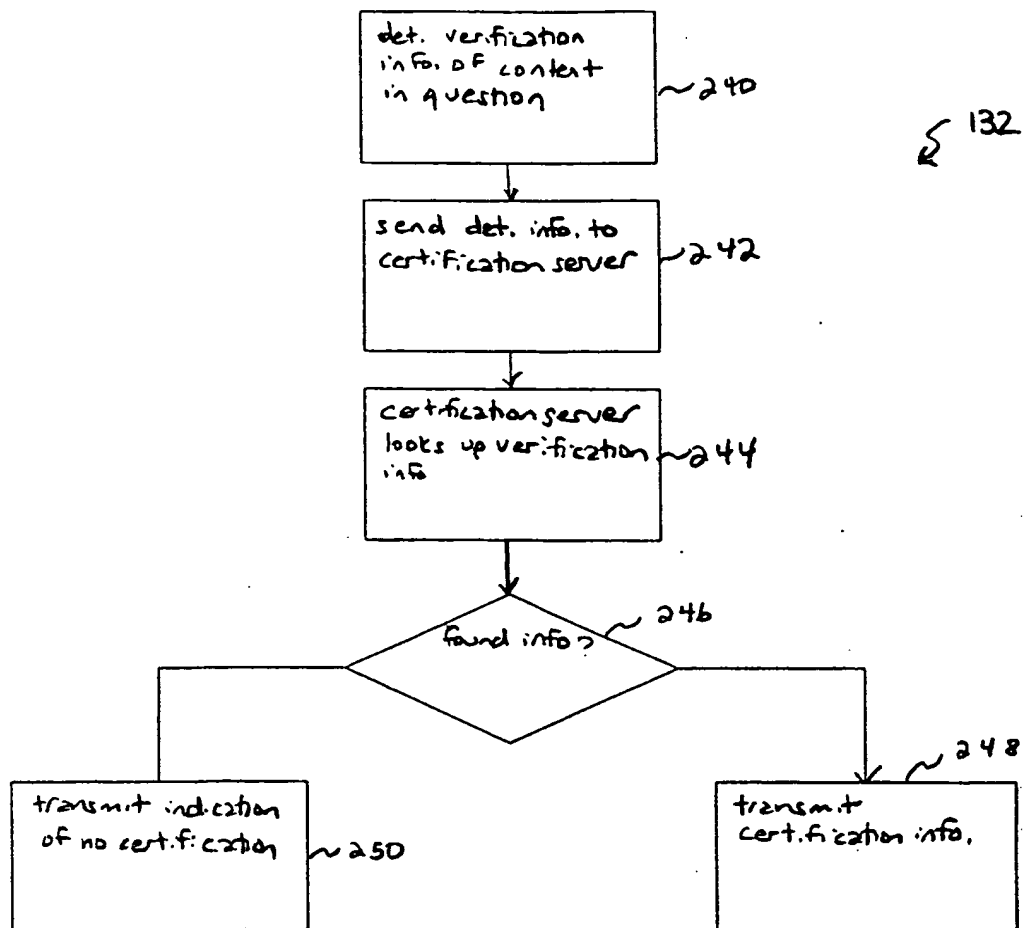 det. verification
info. of content
in question
240
132
send det. info. to
certification server
242
certification server
looks up verification
info
244
found info?
246
248
transmit indication
of no certification
250
transmit
certification info.